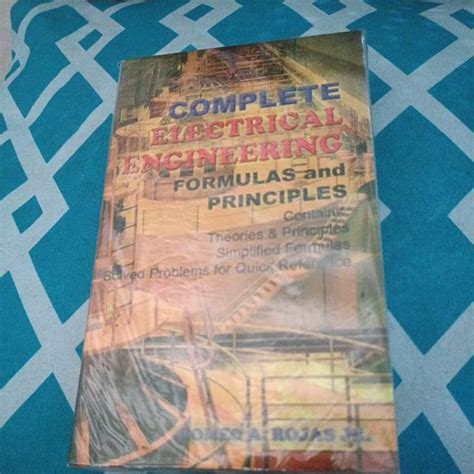 COMPLETE
ELECTRICAL
ENGINEERING
FORMULAS and
PRINCIPLES
Contains:
Theories & Principles
Simplified Formulas
Solved Problems for Quick Reference
A. ROJAS JR.